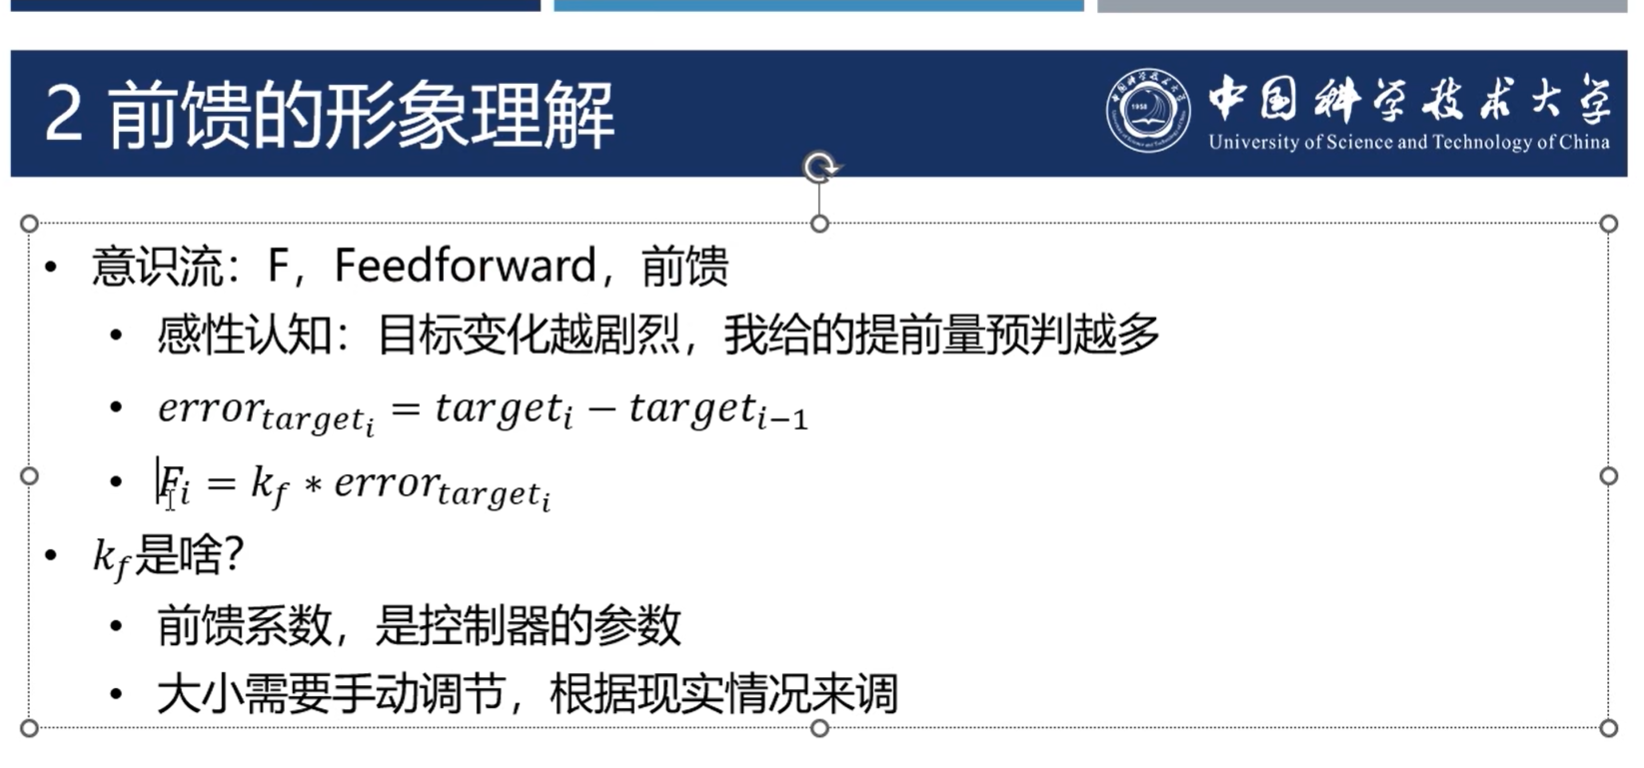 2 前馈的形象理解
中国科学技术大学
University of Science and Technology of China
1958
• 意识流：F，Feedforward，前馈
• 感性认知：目标变化越剧烈，我给的提前量预判越多
• error_{target_i} = target_i − target_{i−1}
• F_i = k_f * error_{target_i}
• k_f是啥？
• 前馈系数，是控制器的参数
• 大小需要手动调节，根据现实情况来调